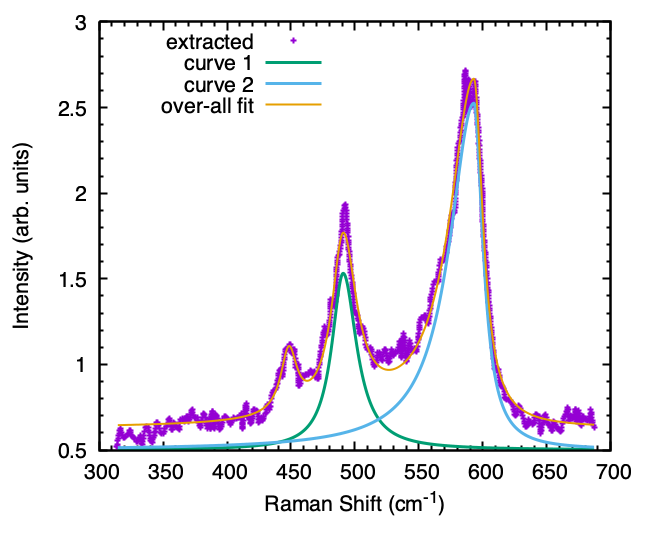 3
2.5
2
1.5
1
0.5
300 350 400 450 500 550 600 650 700
Intensity (arb. units)
Raman Shift (cm⁻¹)
extracted
curve 1
curve 2
over-all fit